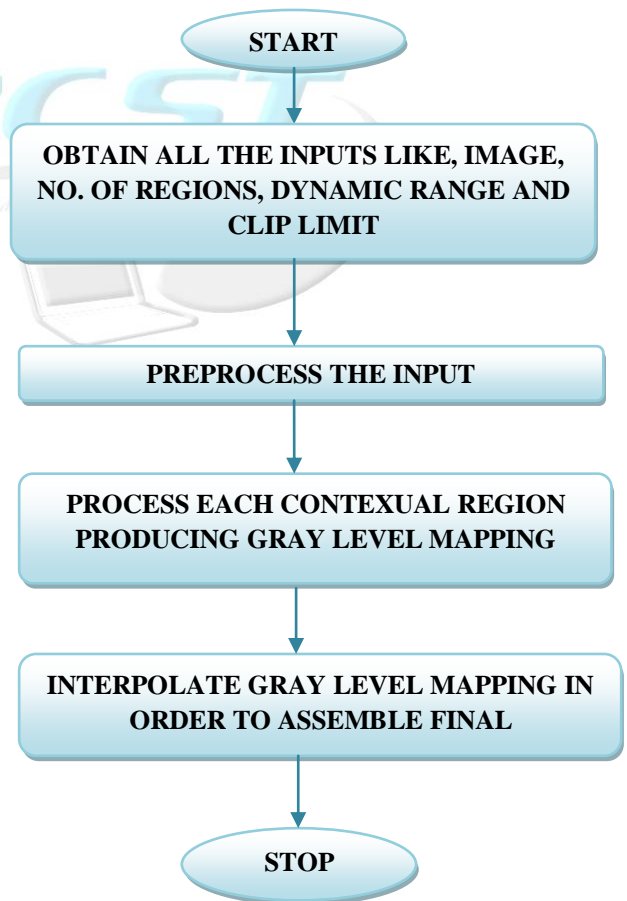 START
OBTAIN ALL THE INPUTS LIKE, IMAGE,
NO. OF REGIONS, DYNAMIC RANGE AND
CLIP LIMIT
PREPROCESS THE INPUT
PROCESS EACH CONTEXUAL REGION
PRODUCING GRAY LEVEL MAPPING
INTERPOLATE GRAY LEVEL MAPPING IN
ORDER TO ASSEMBLE FINAL
STOP